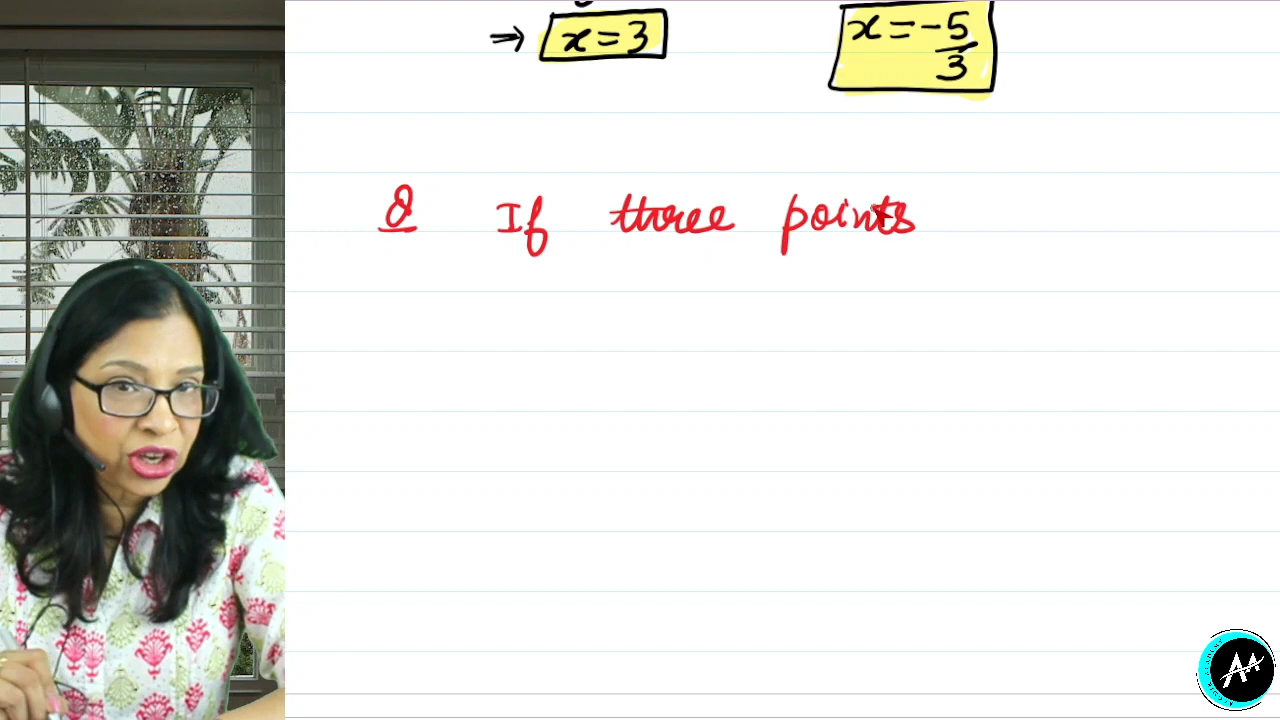 ⇒ x = 3
x = -5/3
Q If three points
A+